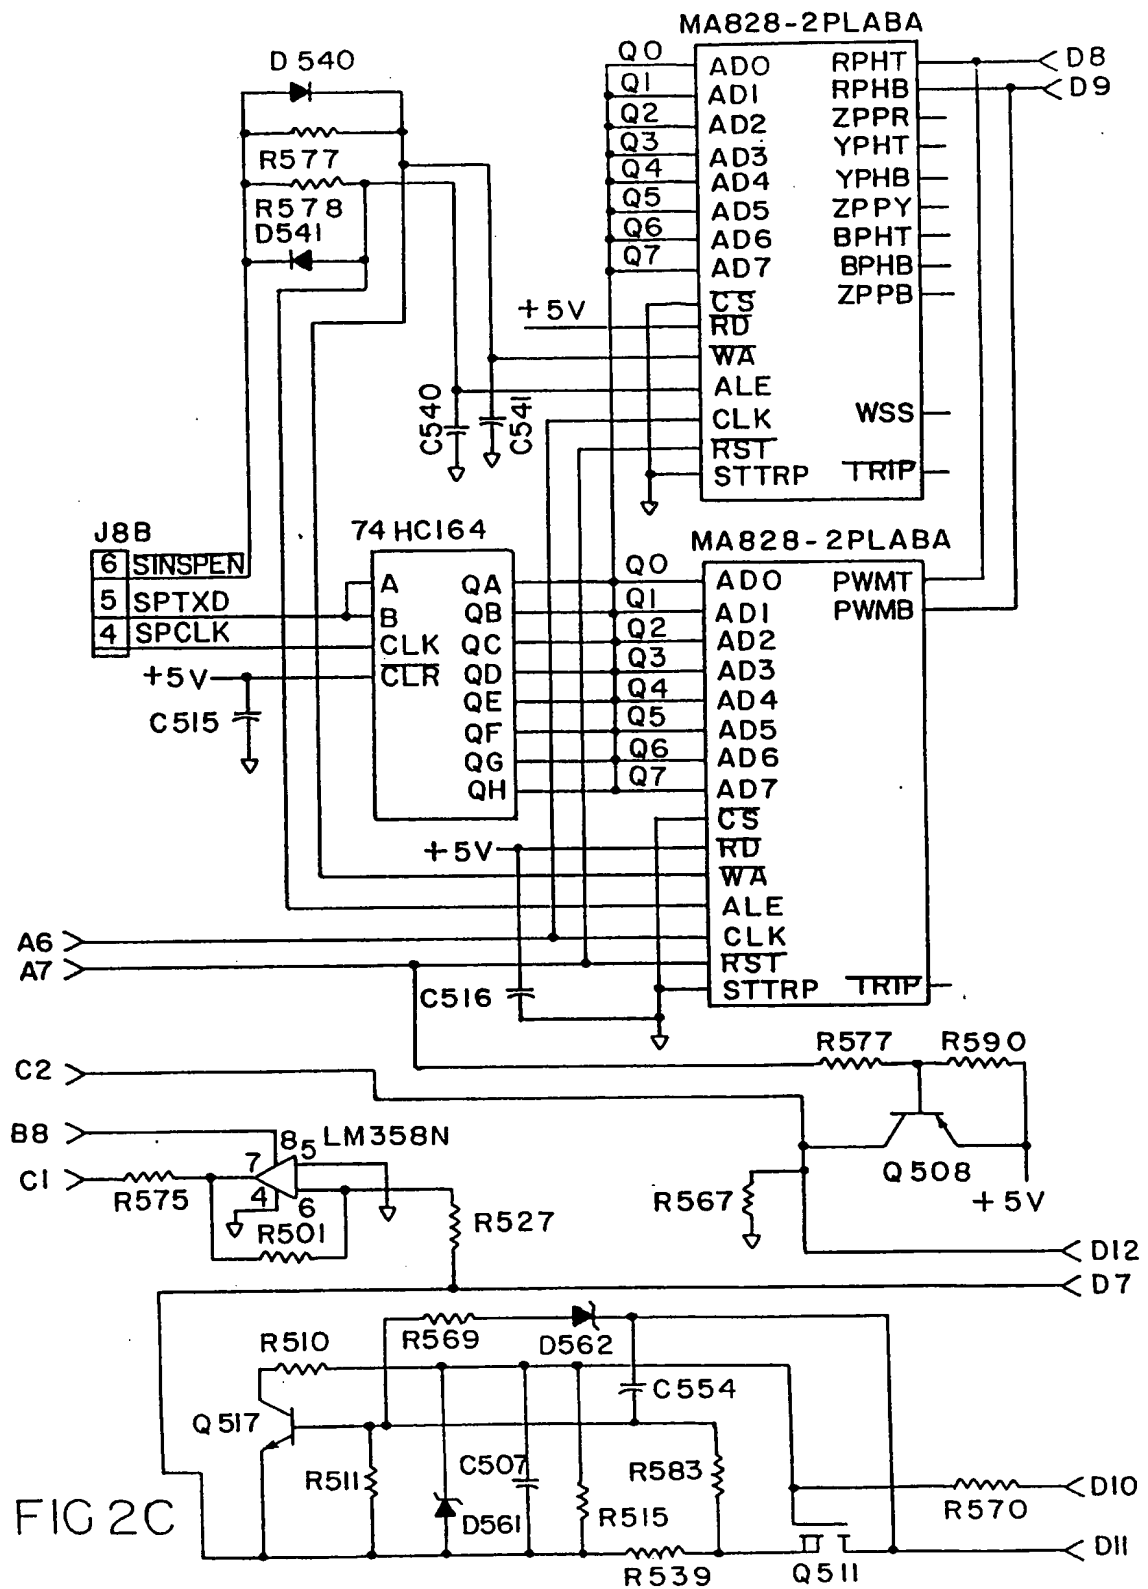 MA828-2PLABA
D540
R577
R578
D541
Q0
Q1
Q2
Q3
Q4
Q5
Q6
Q7
+5V
AD0
AD1
AD2
AD3
AD4
AD5
AD6
AD7
CS
RD
WA
ALE
CLK
RST
STTRP
RPHT
RPHB
ZPPR
YPHT
YPHB
ZPPY
BPHT
BPHB
ZPPB
WSS
TRIP
D8
D9
C540
C541
J8B
6 SINSPEN
5 SPTXD
4 SPCLK
+5V
C515
74HC164
A
B
CLK
CLR
QA
QB
QC
QD
QE
QF
QG
QH
MA828-2PLABA
Q0
Q1
Q2
Q3
Q4
Q5
Q6
Q7
+5V
AD0
AD1
AD2
AD3
AD4
AD5
AD6
AD7
CS
RD
WA
ALE
CLK
RST
STTRP
PWMT
PWMB
TRIP
A6
A7
C516
C2
R577
R590
Q508
+5V
R567
B8
C1
R575
8
5
7
4
6
LM358N
R501
R527
D12
D7
R510
R569
D562
C554
Q517
R511
C507
D561
R515
R583
R539
Q511
R570
D10
D11
FIG 2C